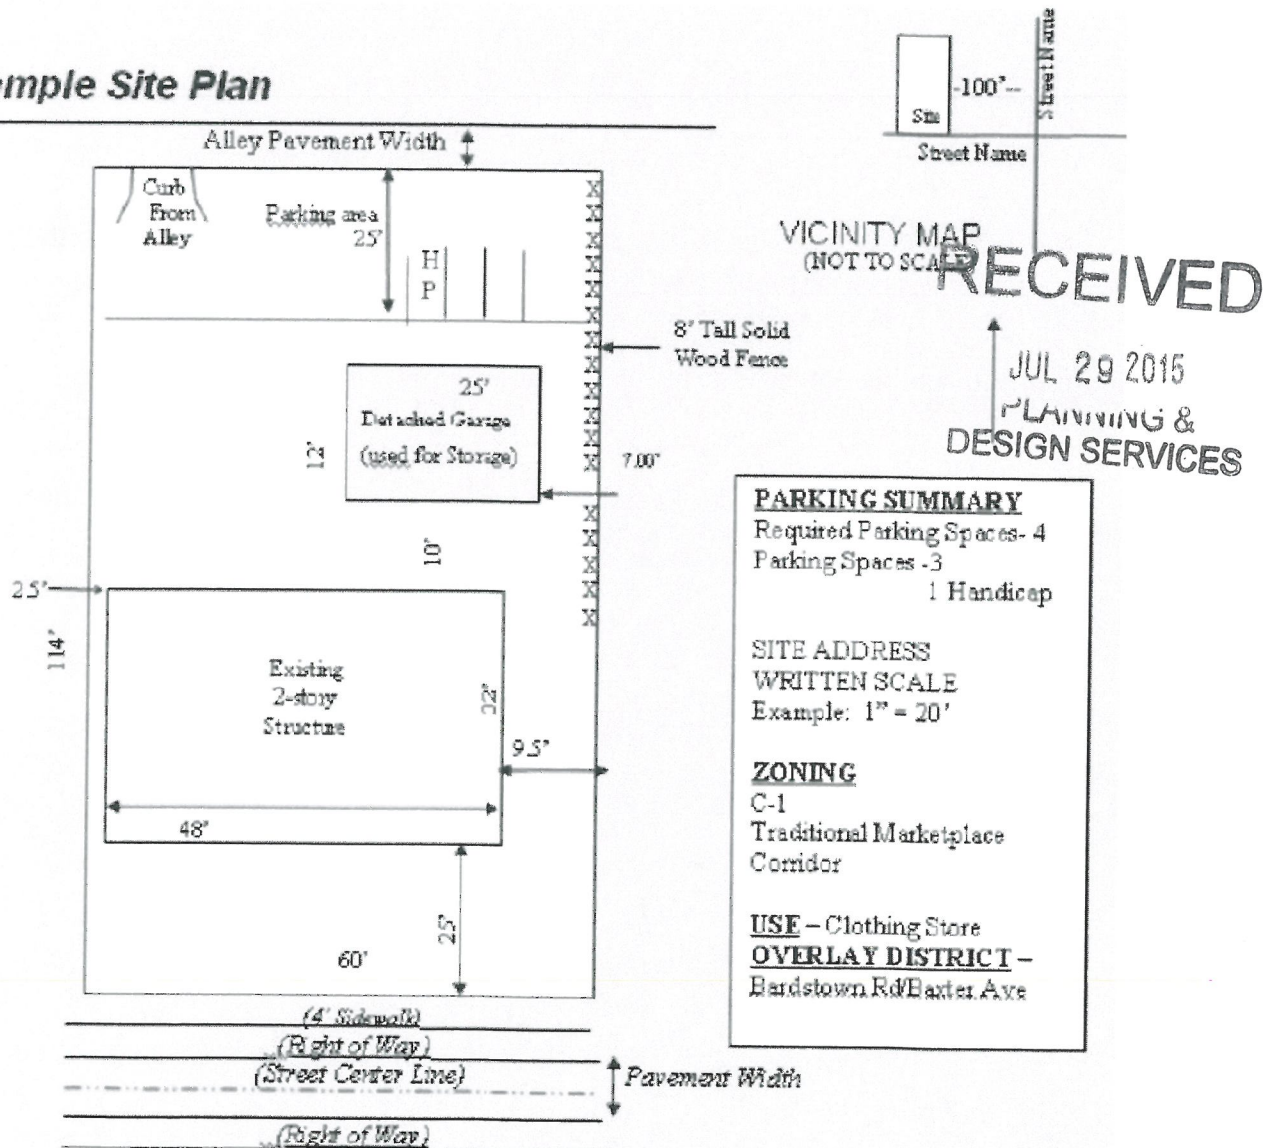 mple Site Plan
Alley Pavement Width
Curb
From
Alley
Parking area
25'
H
P
8' Tall Solid
Wood Fence
25'
Detached Garage
(used for Storage)
12'
7.00'
10'
2.5'
114'
Existing
2-story
Structure
32'
9.5'
48'
25'
60'
(4' Sidewalk)
(Right of Way)
(Street Center Line)
Pavement Width
(Right of Way)
Site
-100'--
Street Name
Street Name
VICINITY MAP
(NOT TO SCALE)
RECEIVED
JUL 29 2015
PLANNING &
DESIGN SERVICES
PARKING SUMMARY
Required Parking Spaces- 4
Parking Spaces -3
1 Handicap
SITE ADDRESS
WRITTEN SCALE
Example: 1" = 20'
ZONING
C-1
Traditional Marketplace
Corridor
USE – Clothing Store
OVERLAY DISTRICT –
Bardstown Rd/Baxter Ave